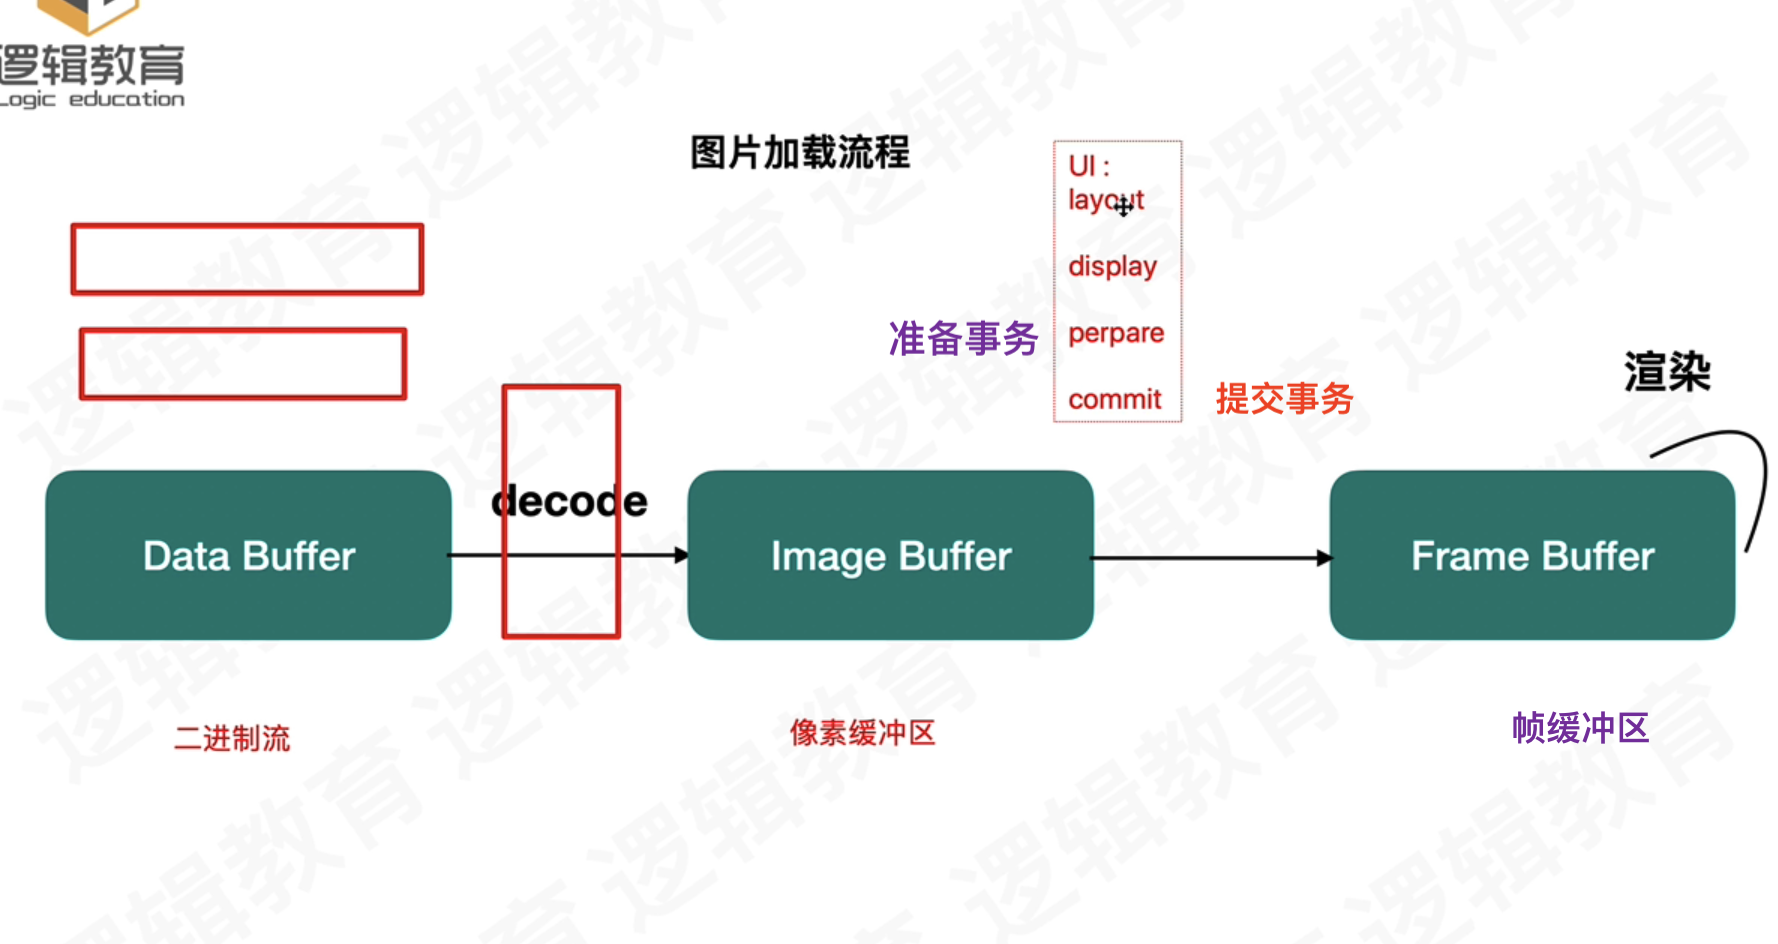 逻辑教育
Logic education
图片加载流程
UI :
layout
display
准备事务
perpare
commit
提交事务
渲染
decode
Data Buffer
Image Buffer
Frame Buffer
二进制流
像素缓冲区
帧缓冲区